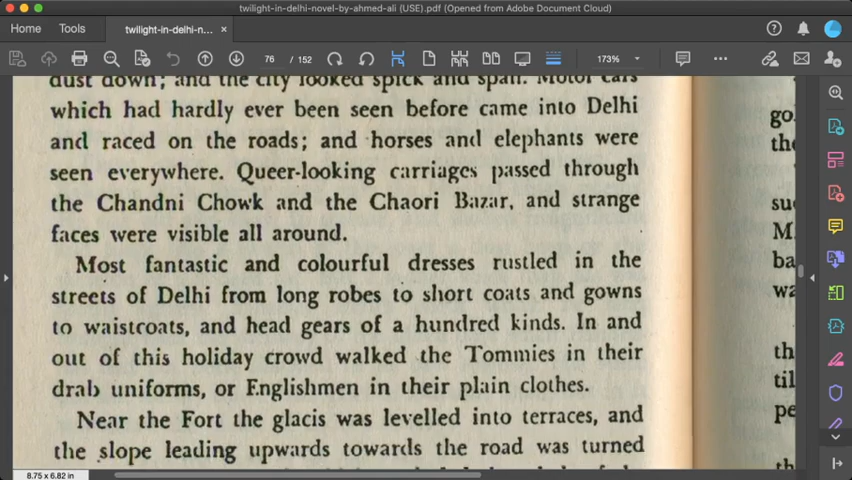 twilight-in-delhi-novel-by-ahmed-ali (USE).pdf (Opened from Adobe Document Cloud)
Home Tools twilight-in-delhi-n... ×
76 / 152 173%
dust down; and the city looked spick and span. Motor cars
which had hardly ever been seen before came into Delhi
and raced on the roads; and horses and elephants were
seen everywhere. Queer-looking carriages passed through
the Chandni Chowk and the Chaori Bazar, and strange
faces were visible all around.
Most fantastic and colourful dresses rustled in the
streets of Delhi from long robes to short coats and gowns
to waistcoats, and head gears of a hundred kinds. In and
out of this holiday crowd walked the Tommies in their
drab uniforms, or Englishmen in their plain clothes.
Near the Fort the glacis was levelled into terraces, and
the slope leading upwards towards the road was turned
8.75 x 6.82 in